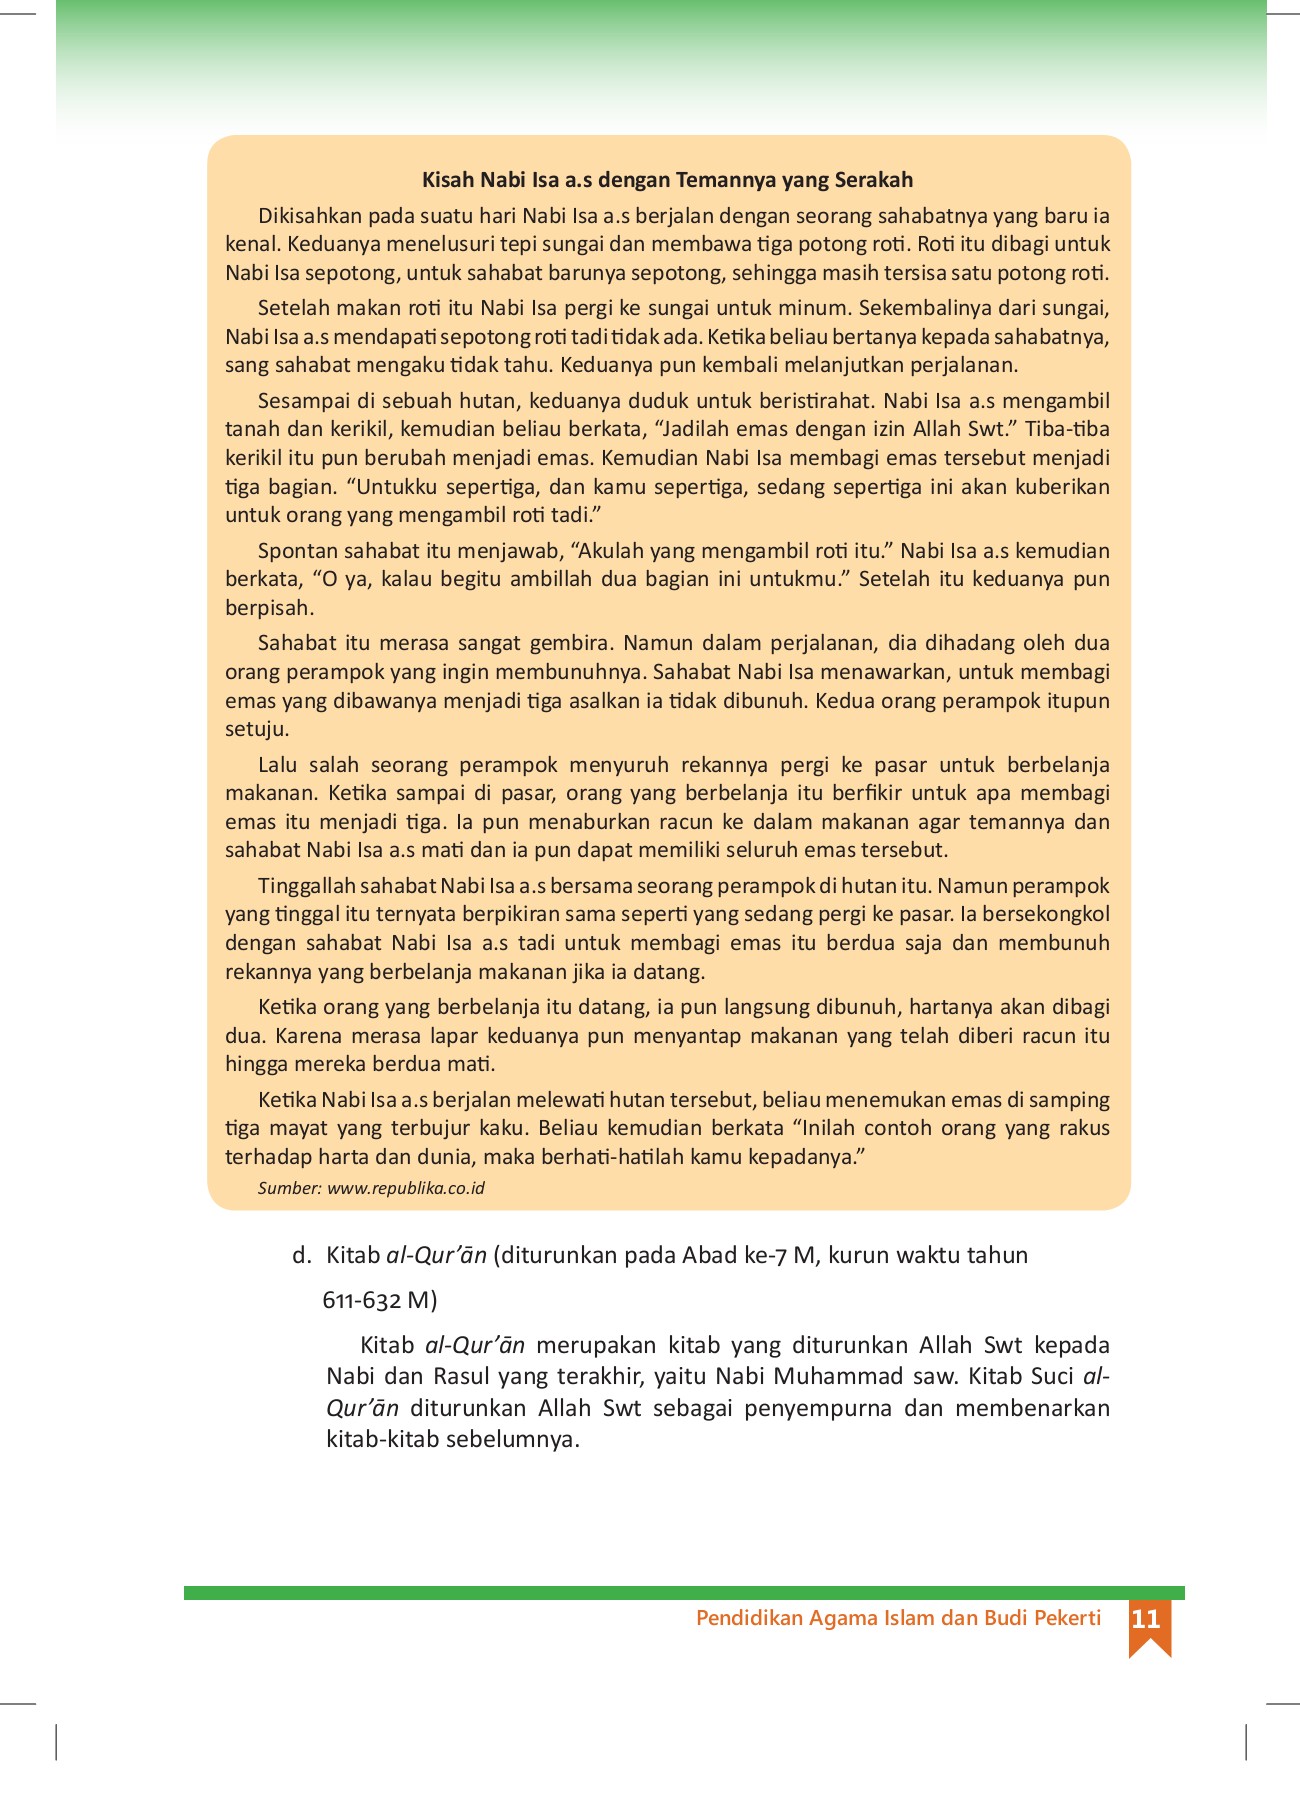 Kisah Nabi Isa a.s dengan Temannya yang Serakah
Dikisahkan pada suatu hari Nabi Isa a.s berjalan dengan seorang sahabatnya yang baru ia
kenal. Keduanya menelusuri tepi sungai dan membawa tiga potong roti. Roti itu dibagi untuk
Nabi Isa sepotong, untuk sahabat barunya sepotong, sehingga masih tersisa satu potong roti.
Setelah makan roti itu Nabi Isa pergi ke sungai untuk minum. Sekembalinya dari sungai,
Nabi Isa a.s mendapati sepotong roti tadi tidak ada. Ketika beliau bertanya kepada sahabatnya,
sang sahabat mengaku tidak tahu. Keduanya pun kembali melanjutkan perjalanan.
Sesampai di sebuah hutan, keduanya duduk untuk beristirahat. Nabi Isa a.s mengambil
tanah dan kerikil, kemudian beliau berkata, “Jadilah emas dengan izin Allah Swt.” Tiba-tiba
kerikil itu pun berubah menjadi emas. Kemudian Nabi Isa membagi emas tersebut menjadi
tiga bagian. “Untukku sepertiga, dan kamu sepertiga, sedang sepertiga ini akan kuberikan
untuk orang yang mengambil roti tadi.”
Spontan sahabat itu menjawab, “Akulah yang mengambil roti itu.” Nabi Isa a.s kemudian
berkata, “O ya, kalau begitu ambillah dua bagian ini untukmu.” Setelah itu keduanya pun
berpisah.
Sahabat itu merasa sangat gembira. Namun dalam perjalanan, dia dihadang oleh dua
orang perampok yang ingin membunuhnya. Sahabat Nabi Isa menawarkan, untuk membagi
emas yang dibawanya menjadi tiga asalkan ia tidak dibunuh. Kedua orang perampok itupun
setuju.
Lalu salah seorang perampok menyuruh rekannya pergi ke pasar untuk berbelanja
makanan. Ketika sampai di pasar, orang yang berbelanja itu berfikir untuk apa membagi
emas itu menjadi tiga. Ia pun menaburkan racun ke dalam makanan agar temannya dan
sahabat Nabi Isa a.s mati dan ia pun dapat memiliki seluruh emas tersebut.
Tinggallah sahabat Nabi Isa a.s bersama seorang perampok di hutan itu. Namun perampok
yang tinggal itu ternyata berpikiran sama seperti yang sedang pergi ke pasar. Ia bersekongkol
dengan sahabat Nabi Isa a.s tadi untuk membagi emas itu berdua saja dan membunuh
rekannya yang berbelanja makanan jika ia datang.
Ketika orang yang berbelanja itu datang, ia pun langsung dibunuh, hartanya akan dibagi
dua. Karena merasa lapar keduanya pun menyantap makanan yang telah diberi racun itu
hingga mereka berdua mati.
Ketika Nabi Isa a.s berjalan melewati hutan tersebut, beliau menemukan emas di samping
tiga mayat yang terbujur kaku. Beliau kemudian berkata “Inilah contoh orang yang rakus
terhadap harta dan dunia, maka berhati-hatilah kamu kepadanya.”
Sumber: www.republika.co.id
d. Kitab al-Qur’ān (diturunkan pada Abad ke-7 M, kurun waktu tahun
611-632 M)
Kitab al-Qur’ān merupakan kitab yang diturunkan Allah Swt kepada
Nabi dan Rasul yang terakhir, yaitu Nabi Muhammad saw. Kitab Suci al-
Qur’ān diturunkan Allah Swt sebagai penyempurna dan membenarkan
kitab-kitab sebelumnya.
Pendidikan Agama Islam dan Budi Pekerti 11